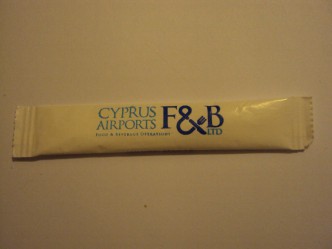 CYPRUS
AIRPORTS
FOOD & BEVERAGE OPERATIONS
F&B
LTD